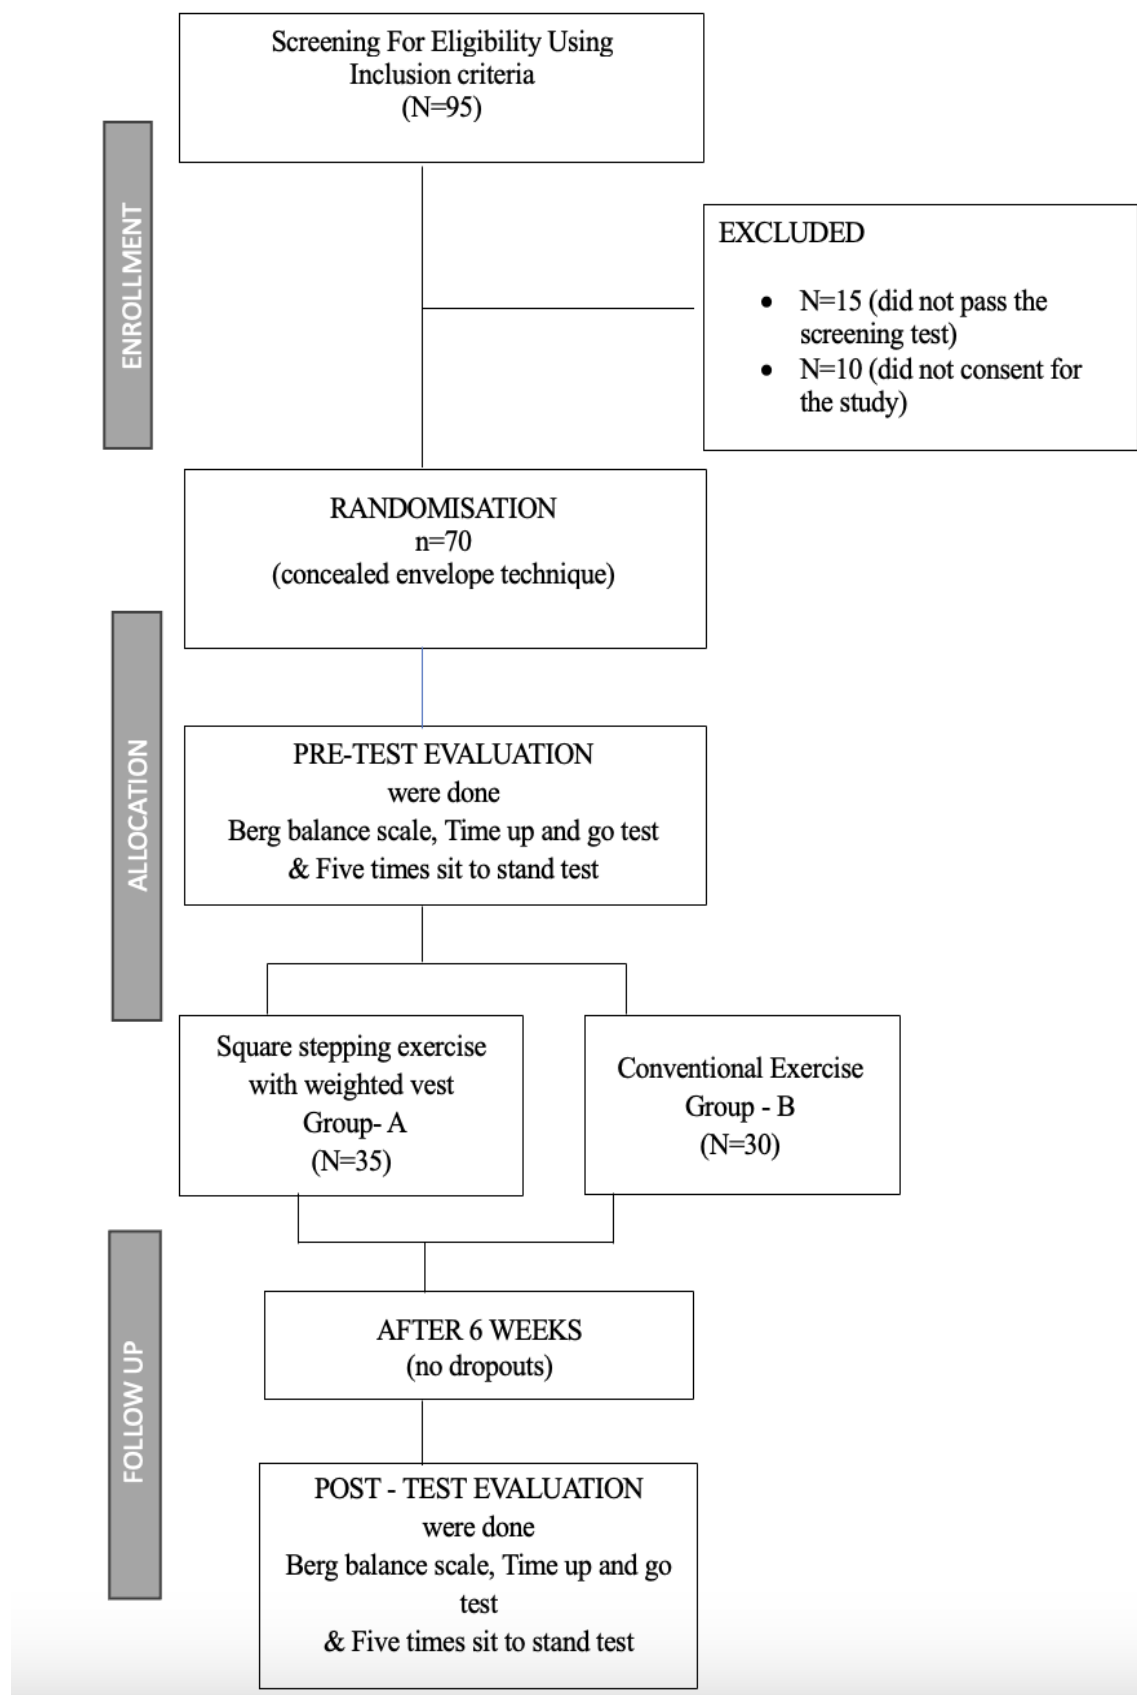 Screening For Eligibility Using
Inclusion criteria
(N=95)
ENROLLMENT
EXCLUDED
• N=15 (did not pass the
screening test)
• N=10 (did not consent for
the study)
RANDOMISATION
n=70
(concealed envelope technique)
ALLOCATION
PRE-TEST EVALUATION
were done
Berg balance scale, Time up and go test
& Five times sit to stand test
Square stepping exercise
with weighted vest
Group- A
(N=35)
Conventional Exercise
Group - B
(N=30)
FOLLOW UP
AFTER 6 WEEKS
(no dropouts)
POST - TEST EVALUATION
were done
Berg balance scale, Time up and go
test
& Five times sit to stand test